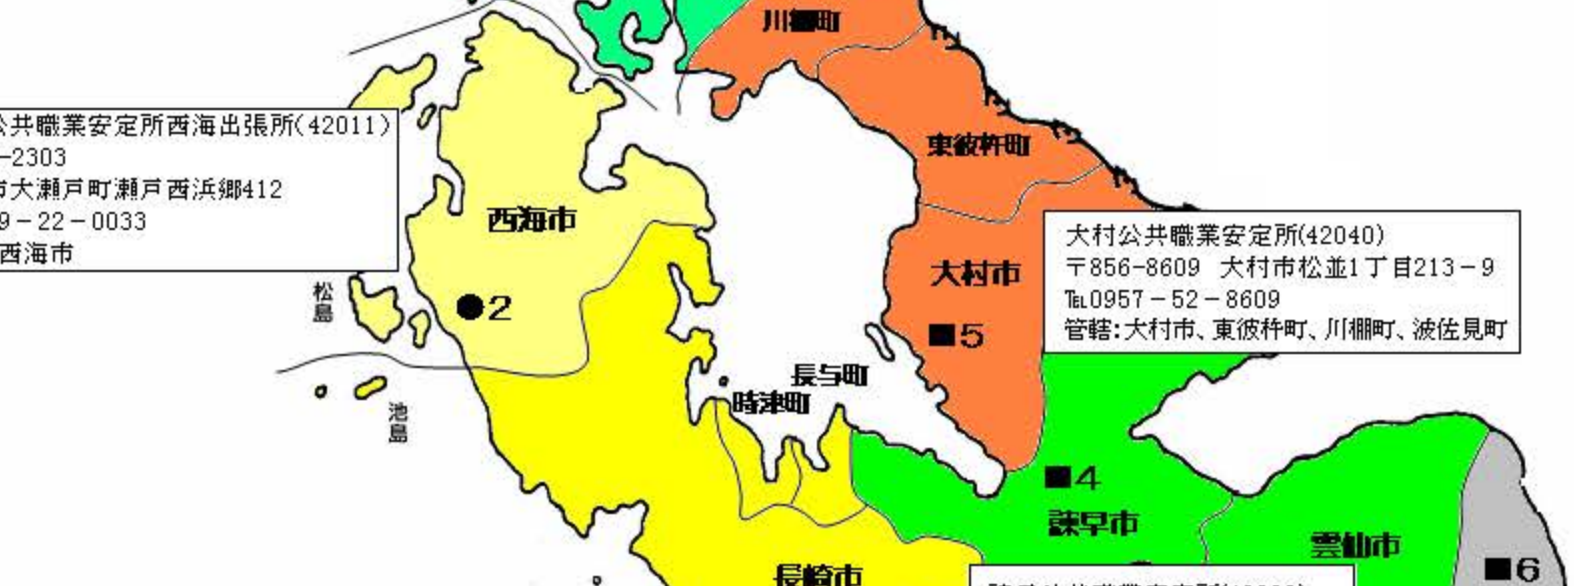 川棚町
東彼杵町
公共職業安定所西海出張所(42011)
-2303
市大瀬戸町瀬戸西浜郷412
9-22-0033
西海市
西海市
●2
松島
池島
大村市
■5
大村公共職業安定所(42040)
〒856-8609 大村市松並1丁目213-9
℡0957-52-8609
管轄:大村市、東彼杵町、川棚町、波佐見町
長与町
時津町
■4
諫早市
雲仙市
■6
長崎市